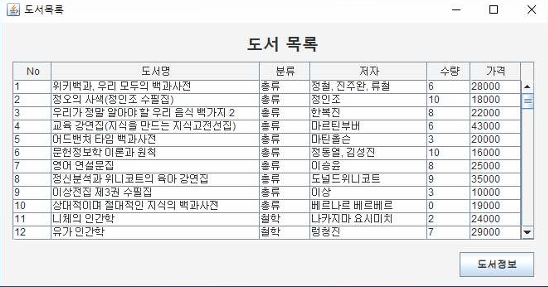 도서목록
도서 목록
No 도서명 분류 저자 수량 가격
1 위키백과, 우리 모두의 백과사전 총류 정철, 진주완, 류철 6 28000
2 정오의 사색(정인조 수필집) 총류 정인조 10 18000
3 우리가 정말 알아야 할 우리 음식 백가지 2 총류 한복진 8 22000
4 교육 강연집(지식을 만드는 지식고전선집) 총류 마르틴부버 6 43000
5 어드벤처 타임 백과사전 총류 마틴올슨 3 20000
6 문헌정보학 이론과 원칙 총류 정동열, 김성진 10 16000
7 영어 연설문집 총류 이승윤 8 25000
8 정신분석과 위니코트의 육아 강연집 총류 도널드위니코트 9 35000
9 이상전집 제3권 수필집 총류 이상 3 10000
10 상대적이며 절대적인 지식의 백과사전 총류 베르나르 베르베르 0 19000
11 니체의 인간학 철학 나카지마 요시미치 2 24000
12 유가 인간학 철학 렁청진 7 29000
도서정보